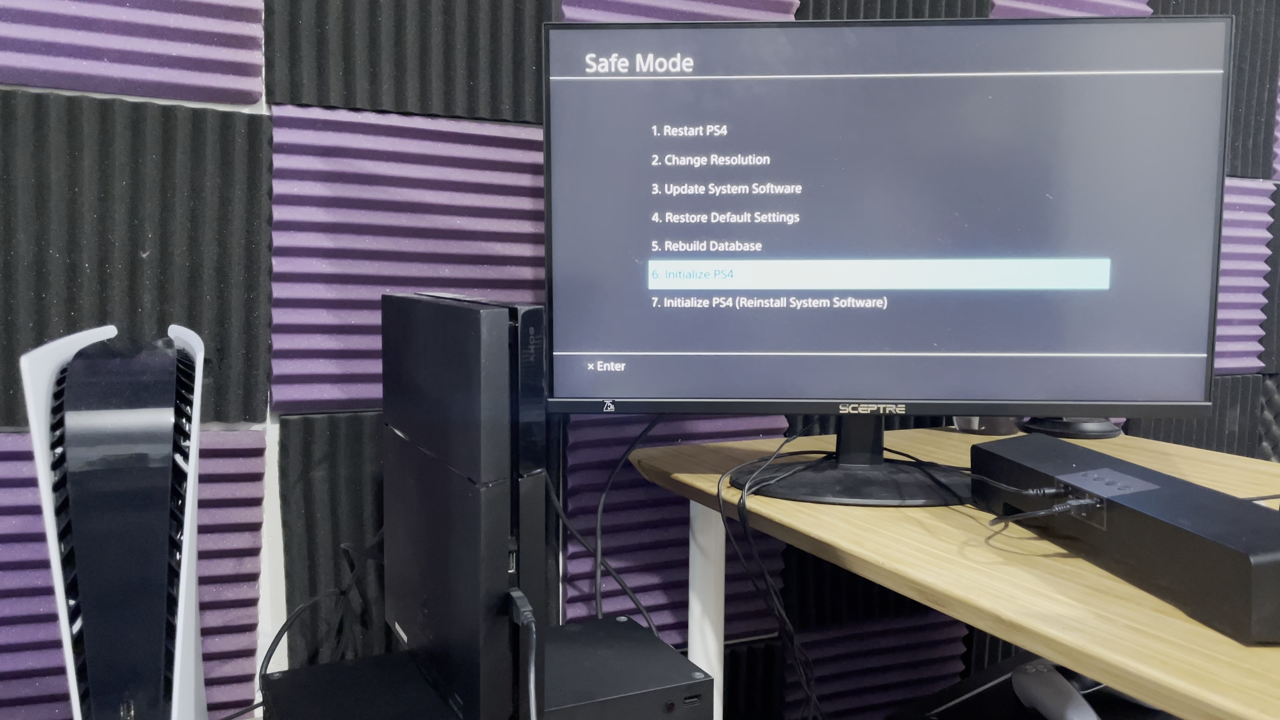 Safe Mode
1. Restart PS4
2. Change Resolution
3. Update System Software
4. Restore Default Settings
5. Rebuild Database
6. Initialize PS4
7. Initialize PS4 (Reinstall System Software)
× Enter
SCEPTRE
SONY